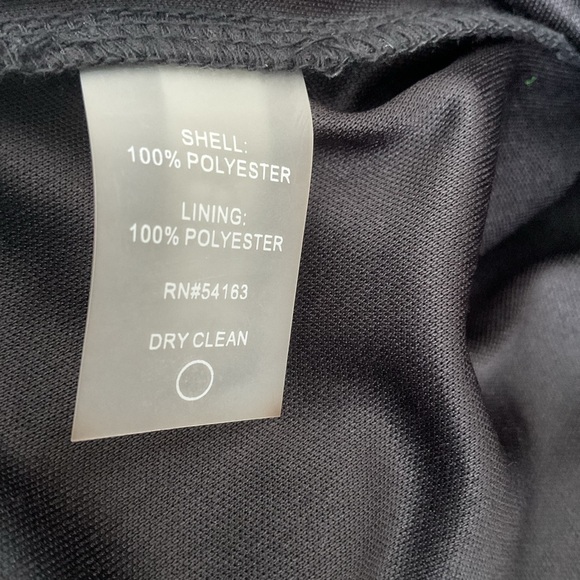 SHELL:
100% POLYESTER
LINING:
100% POLYESTER
RN#54163
DRY CLEAN